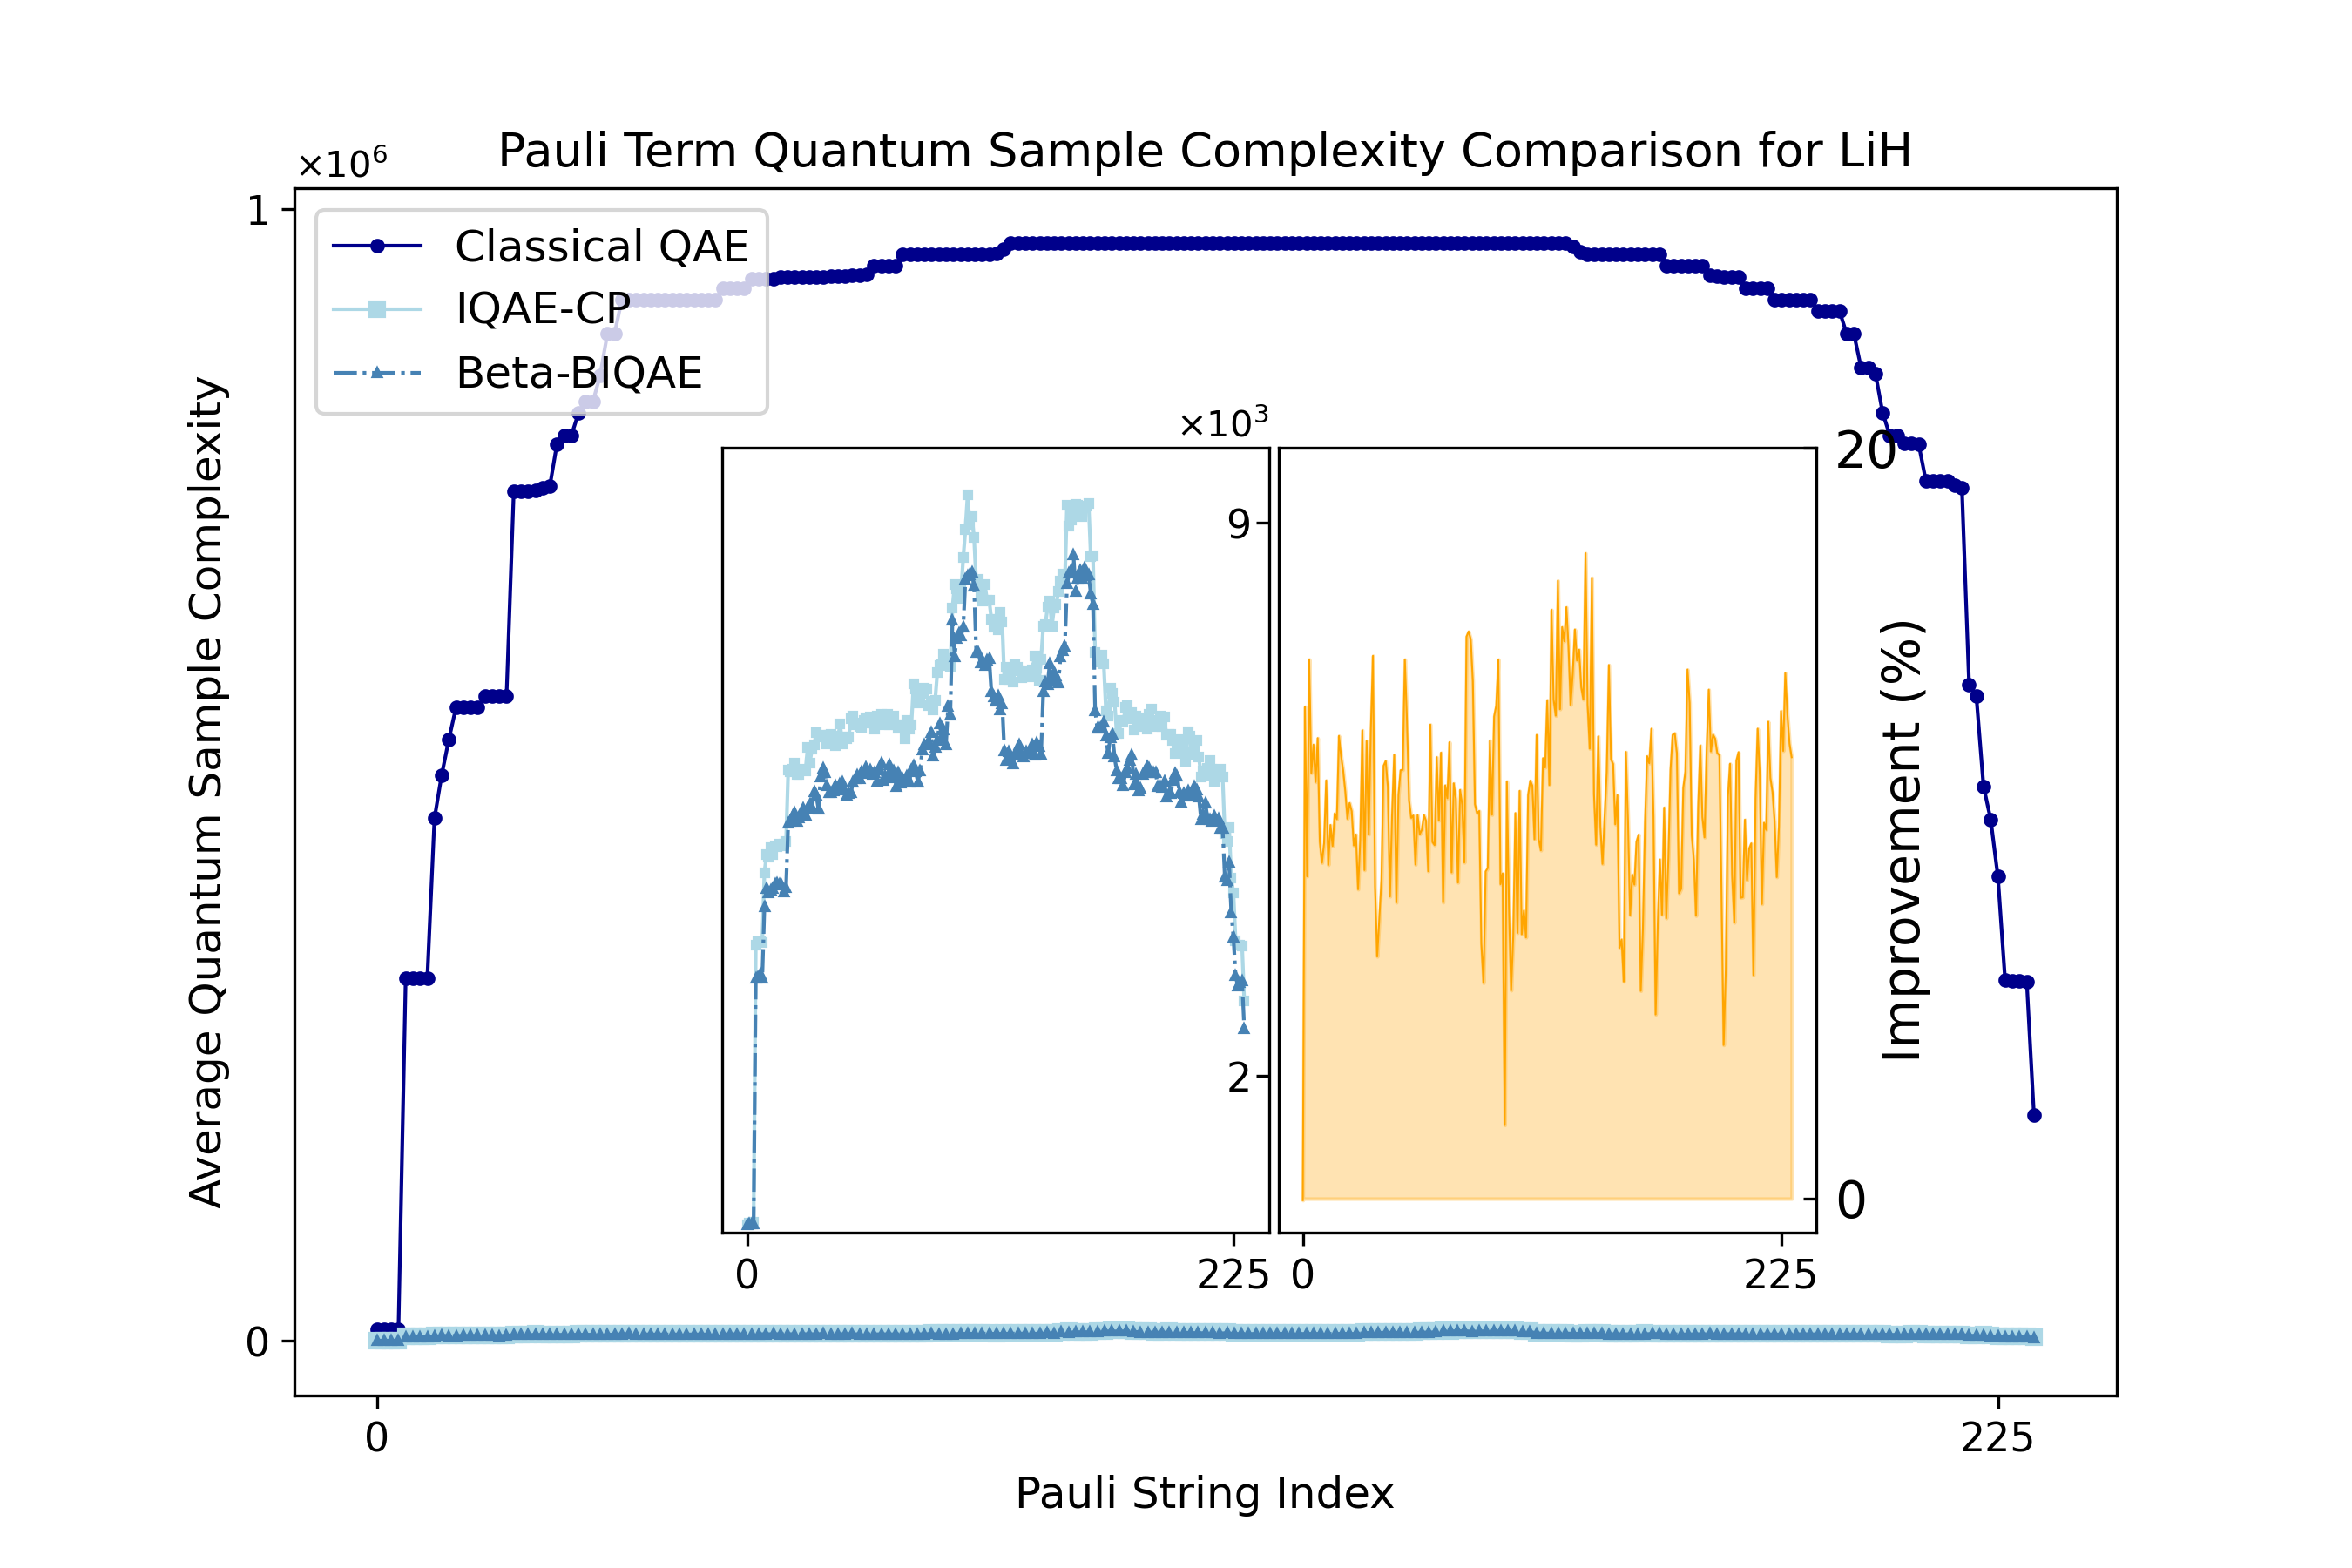 Pauli Term Quantum Sample Complexity Comparison for LiH
×10⁶
1
Classical QAE
IQAE-CP
Beta-BIQAE
×10³
20
9
Average Quantum Sample Complexity
Improvement (%)
2
0
0 225 0 225
0
0 225
Pauli String Index